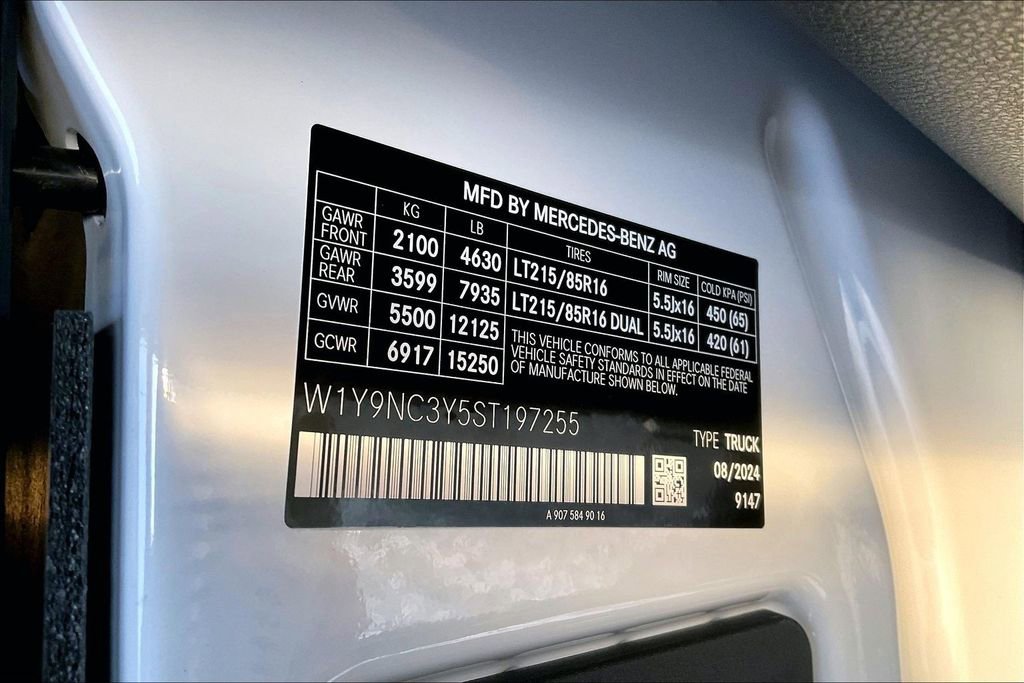 MFD BY MERCEDES-BENZ AG
KG LB TIRES RIM SIZE COLD KPA (PSI)
GAWR FRONT 2100 4630 LT215/85R16 5.5Jx16 450 (65)
GAWR REAR 3599 7935 LT215/85R16 DUAL 5.5Jx16 420 (61)
GVWR 5500 12125
GCWR 6917 15250
THIS VEHICLE CONFORMS TO ALL APPLICABLE FEDERAL
VEHICLE SAFETY STANDARDS IN EFFECT ON THE DATE
OF MANUFACTURE SHOWN BELOW.
W1Y9NC3Y5ST197255
TYPE TRUCK
08/2024
9147
A 907 584 90 16